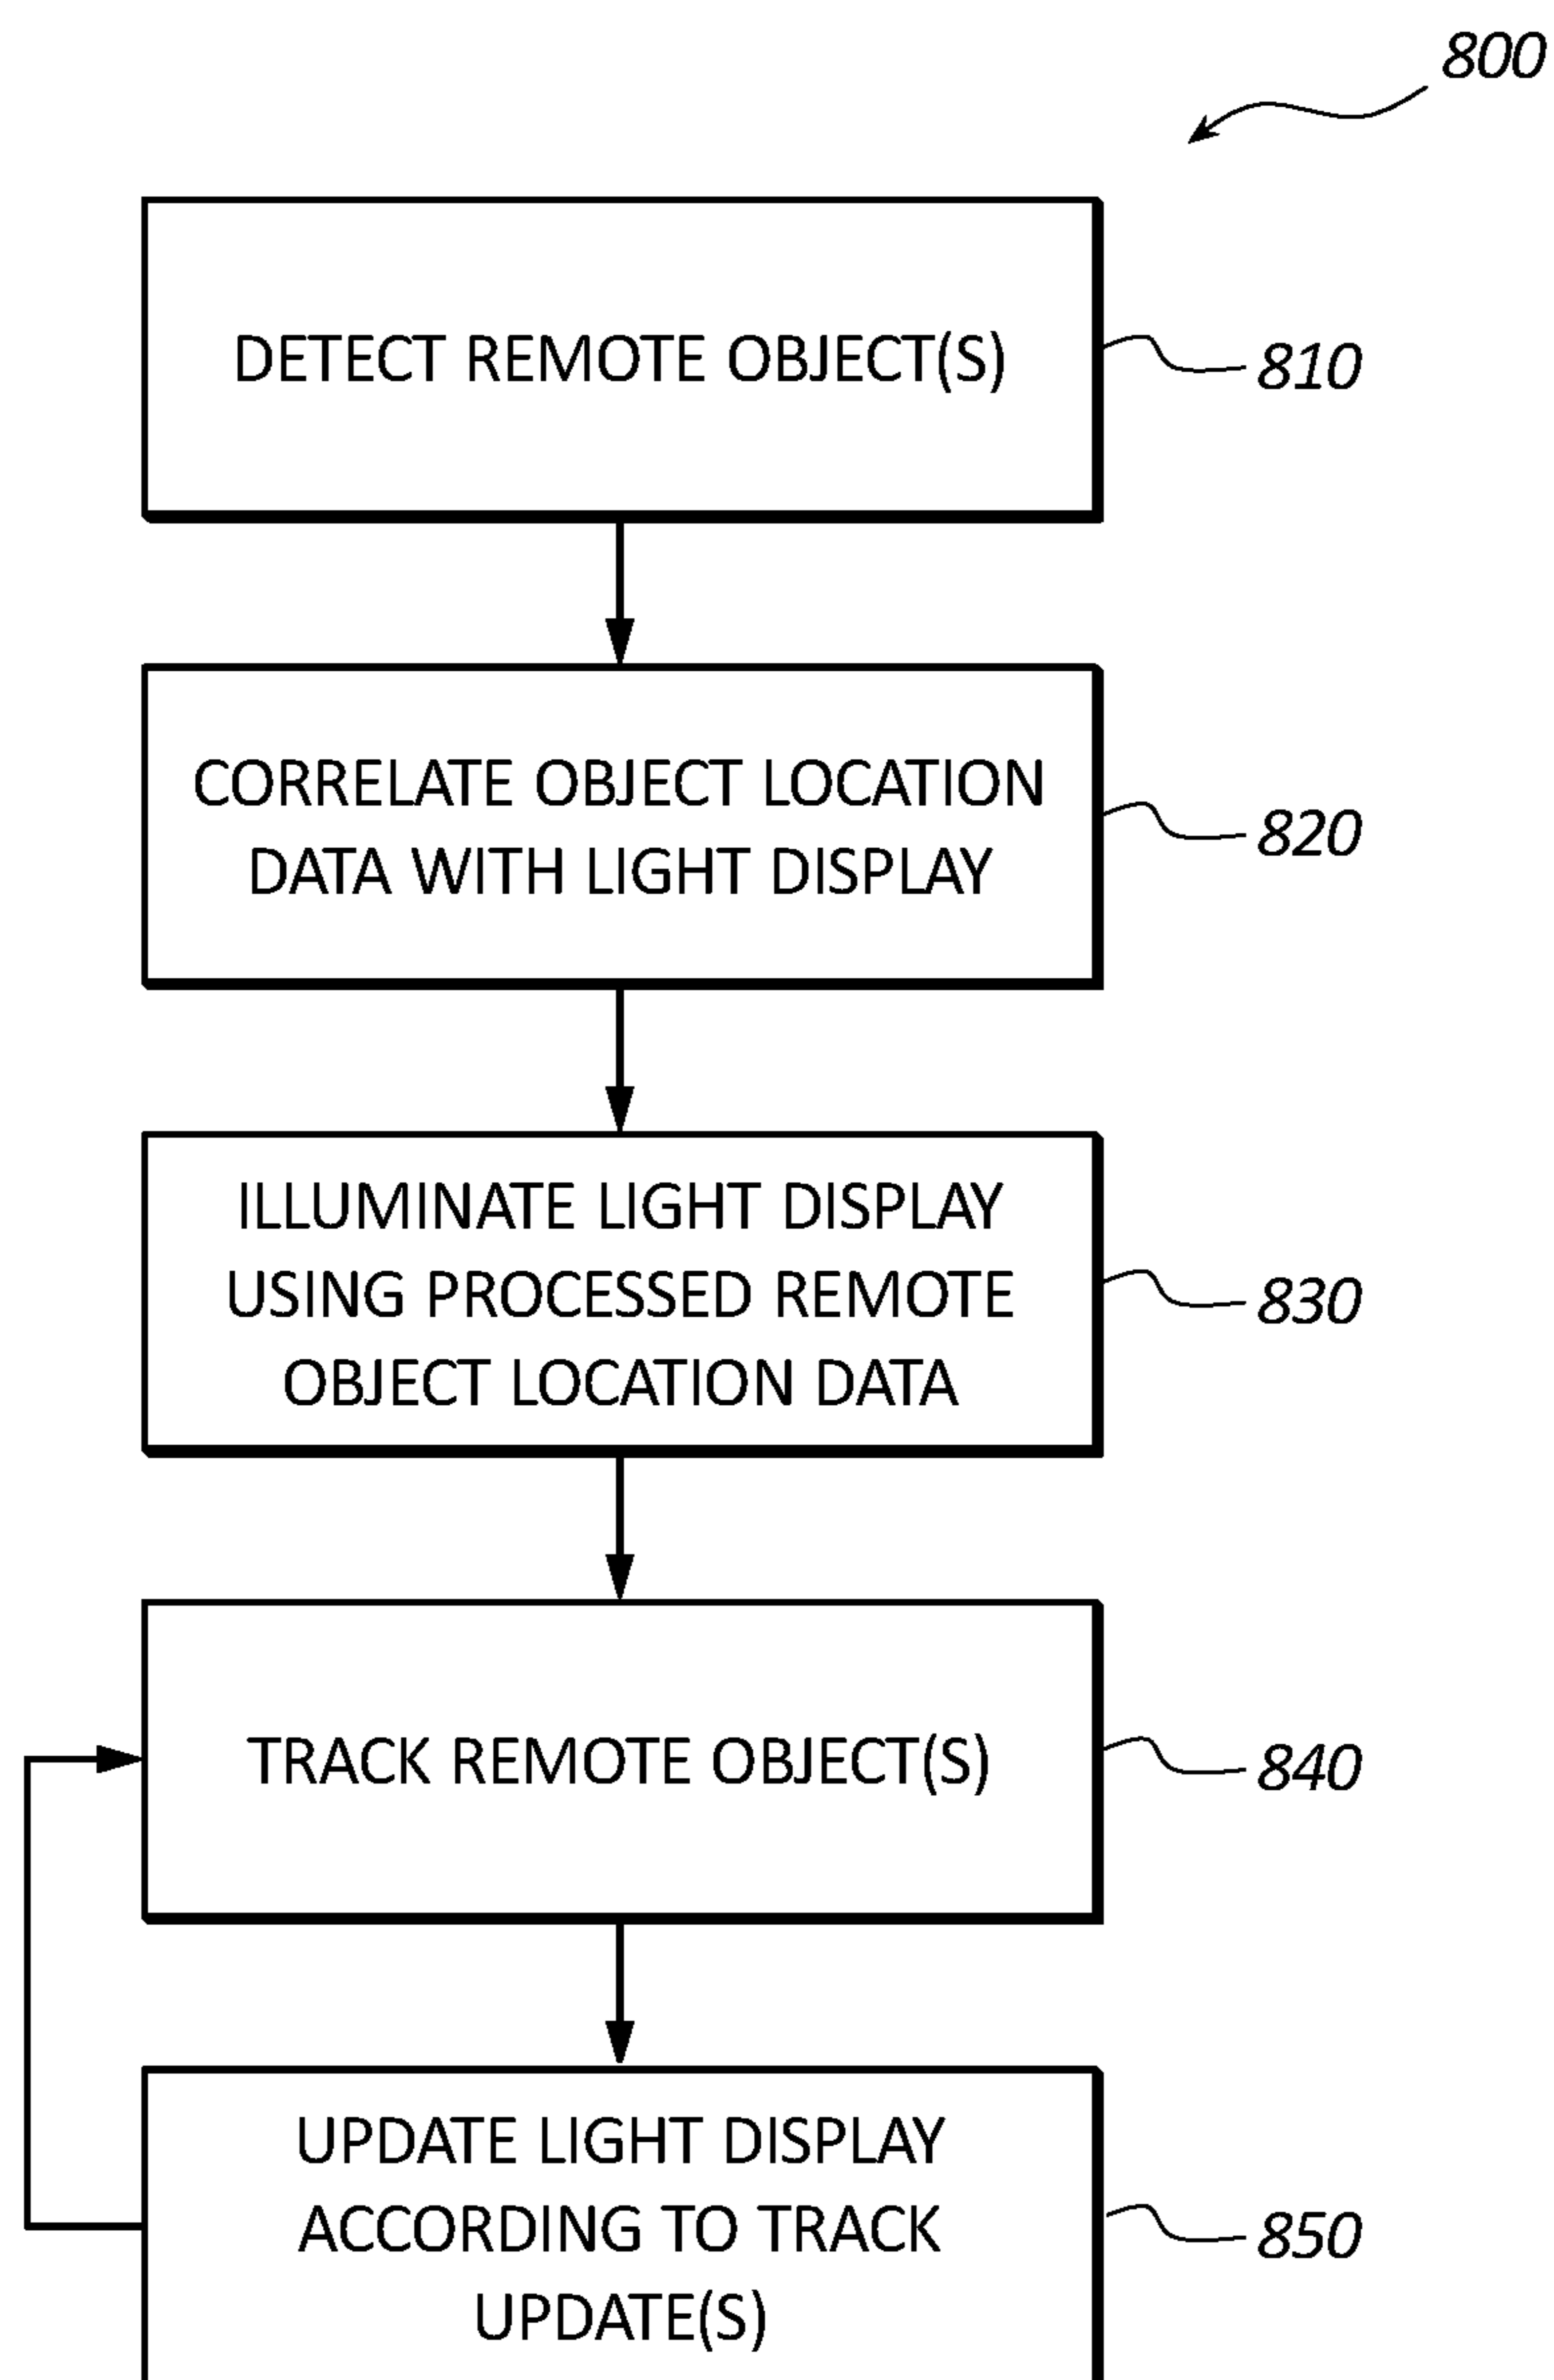 800
DETECT REMOTE OBJECT(S)
810
CORRELATE OBJECT LOCATION
DATA WITH LIGHT DISPLAY
820
ILLUMINATE LIGHT DISPLAY
USING PROCESSED REMOTE
OBJECT LOCATION DATA
830
TRACK REMOTE OBJECT(S)
840
UPDATE LIGHT DISPLAY
ACCORDING TO TRACK
UPDATE(S)
850